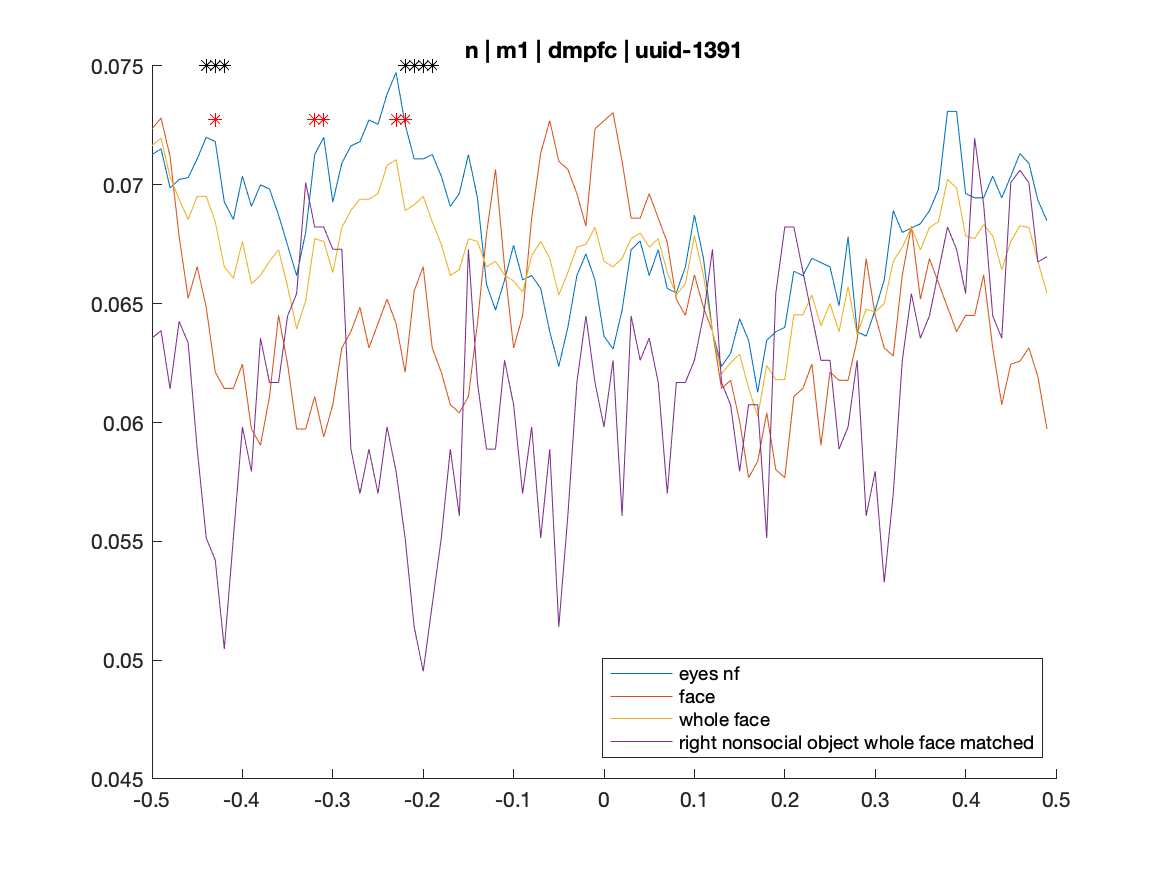 n | m1 | dmpfc | uuid-1391
0.075
0.07
0.065
0.06
0.055
0.05
0.045
-0.5 -0.4 -0.3 -0.2 -0.1 0 0.1 0.2 0.3 0.4 0.5
eyes nf
face
whole face
right nonsocial object whole face matched